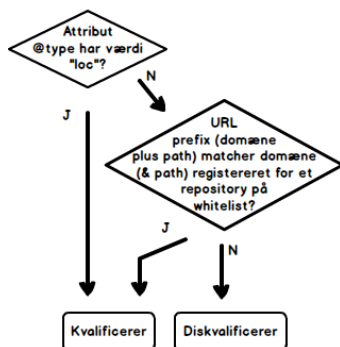 Attribut
@type har værdi
"loc"?
N
J
URL
prefix (domæne
plus path) matcher domæne
(& path) registereret for et
repository på
whitelist?
J
N
Kvalificerer
Diskvalificerer